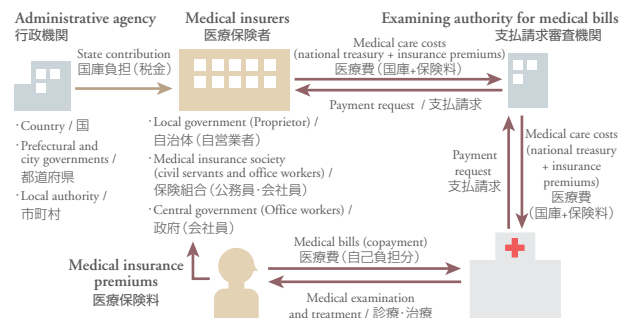 Administrative agency
行政機関
Medical insurers
医療保険者
Examining authority for medical bills
支払請求審査機関
State contribution
国庫負担（税金）
Medical care costs
(national treasury + insurance premiums)
医療費（国庫+保険料）
Payment request / 支払請求
・Country / 国
・Prefectural and
city governments /
都道府県
・Local authority /
市町村
・Local government (Proprietor) /
自治体（自営業者）
・Medical insurance society
(civil servants and office workers) /
保険組合（公務員・会社員）
・Central government (Office workers) /
政府（会社員）
Payment
request
支払請求
Medical care costs
(national treasury
+ insurance
premiums)
医療費
（国庫+保険料）
Medical insurance
premiums
医療保険料
Medical bills (copayment)
医療費（自己負担分）
Medical examination
and treatment / 診療・治療